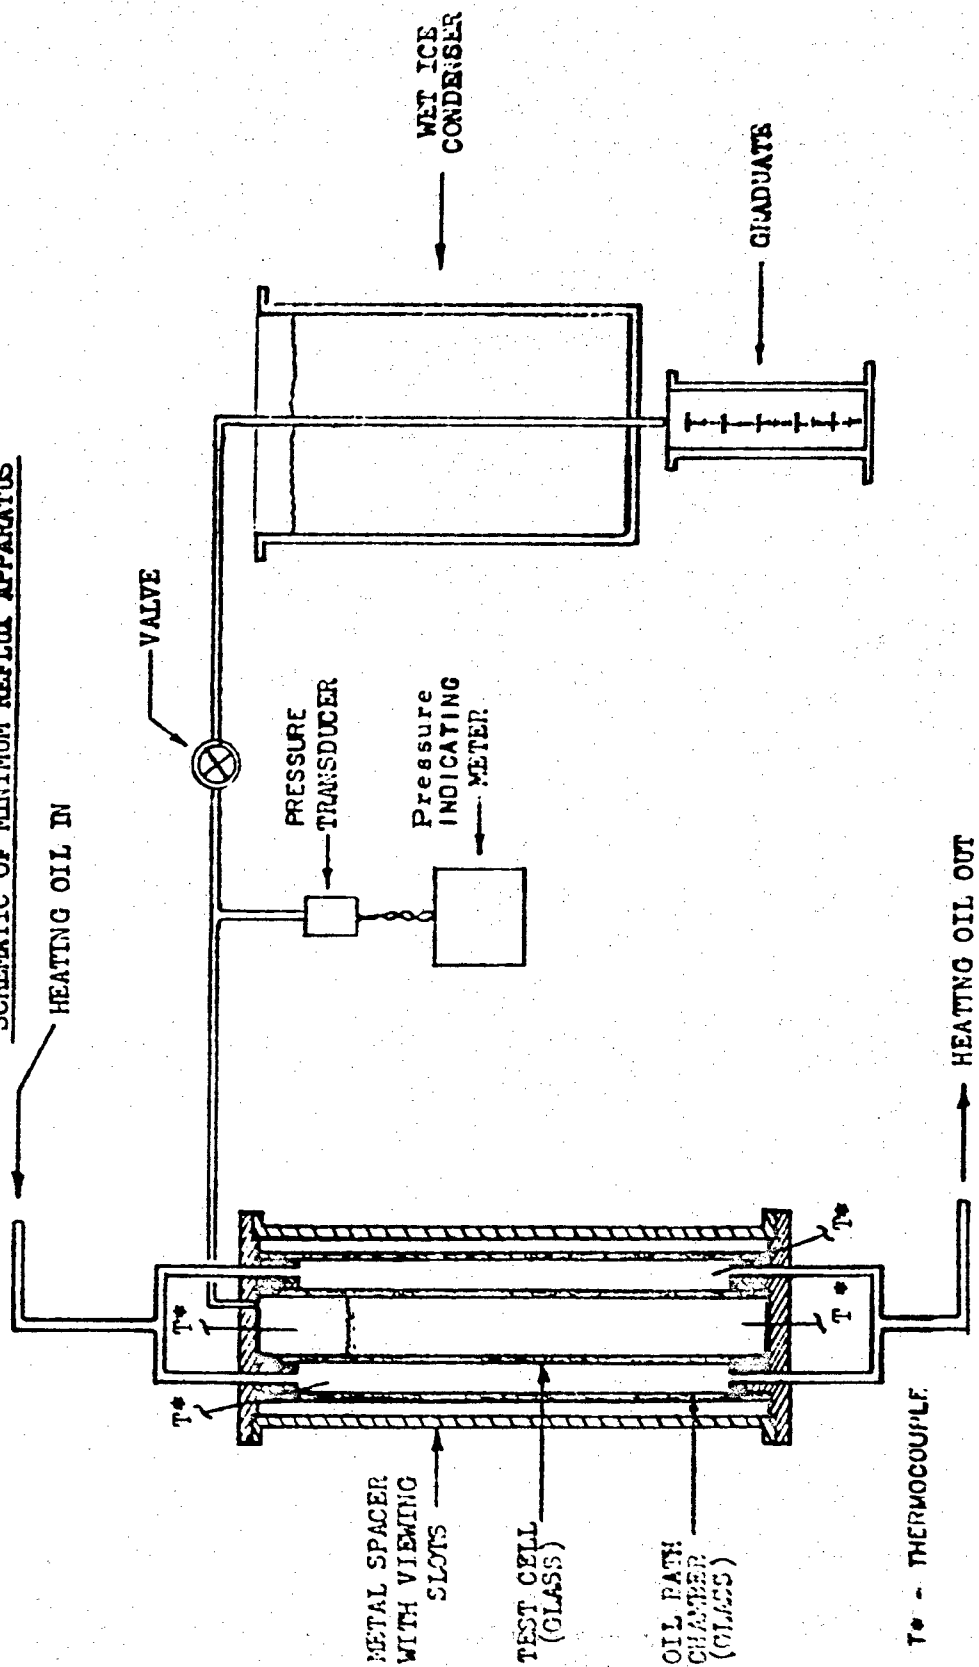 SCHEMATIC OF MINIMUM REFLUX APPARATUS
HEATING OIL IN
VALVE
WET ICE
CONDENSER
PRESSURE
TRANSDUCER
Pressure
INDICATING
METER
GRADUATE
T*
T*
T*
T*
METAL SPACER
WITH VIEWING
SLOTS
TEST CELL
(GLASS)
OIL PATH
CHAMBER
(GLASS)
HEATING OIL OUT
T* - THERMOCOUPLE